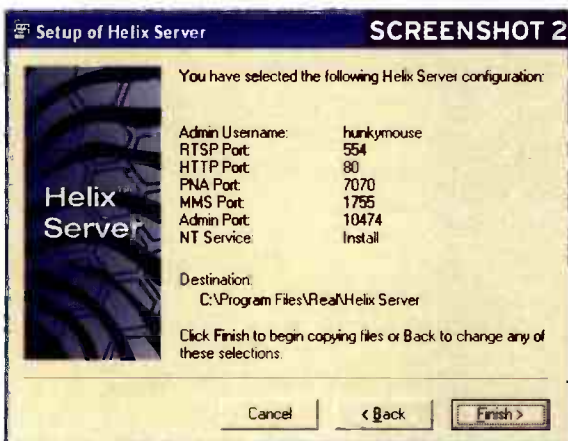 Setup of Helix Server
SCREENSHOT 2
You have selected the following Helix Server configuration:
Admin Username: hunkymouse
RTSP Port: 554
HTTP Port: 80
PNA Port: 7070
MMS Port: 1755
Admin Port: 10474
NT Service: Install
Helix™
Server
Destination:
C:\Program Files\Real\Helix Server
Click Finish to begin copying files or Back to change any of
these selections.
Cancel
< Back
Finish >